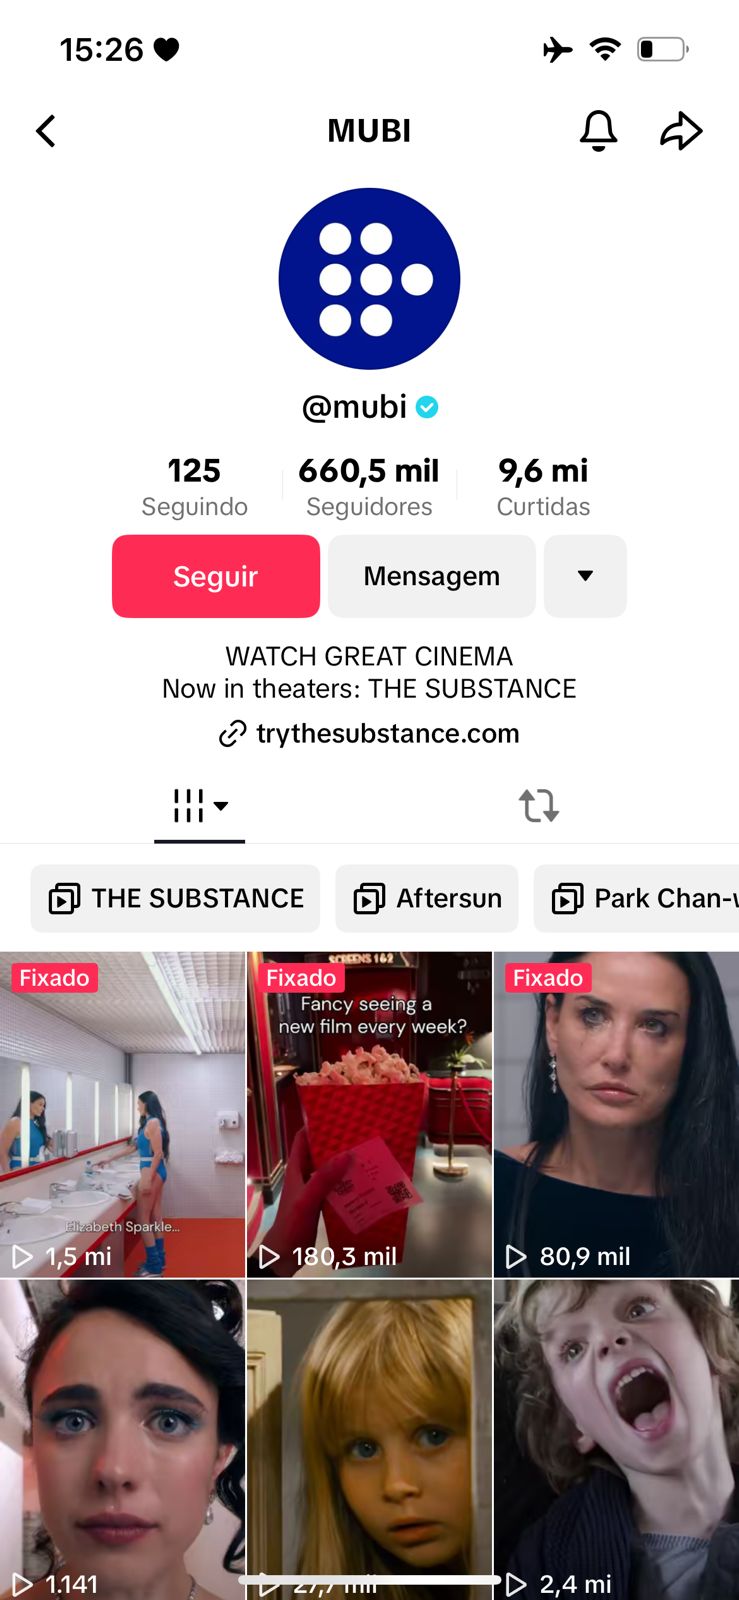 15:26
MUBI
@mubi
125
Seguindo
660,5 mil
Seguidores
9,6 mi
Curtidas
Seguir
Mensagem
WATCH GREAT CINEMA
Now in theaters: THE SUBSTANCE
trythesubstance.com
THE SUBSTANCE
Aftersun
Park Chan-
Fixado
Elizabeth Sparkle...
1,5 mi
Fixado
SCREENS 1 & 2
Fancy seeing a
new film every week?
180,3 mil
Fixado
80,9 mil
1.141
27,7 mil
2,4 mi